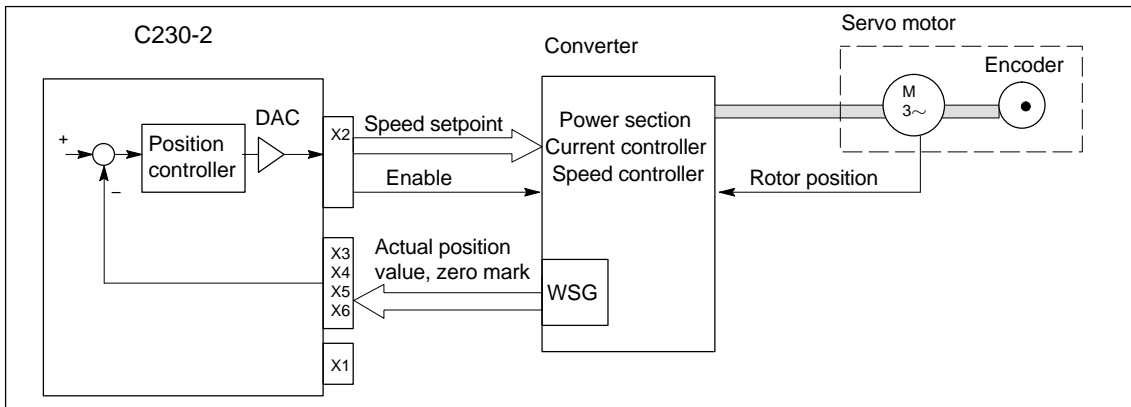 C230-2
Converter
Servo motor
Encoder
M
3~
DAC
X2
Speed setpoint
Power section
Current controller
Speed controller
+
Position
controller
–
Enable
Rotor position
X3
X4
X5
X6
Actual position
value, zero mark
WSG
X1